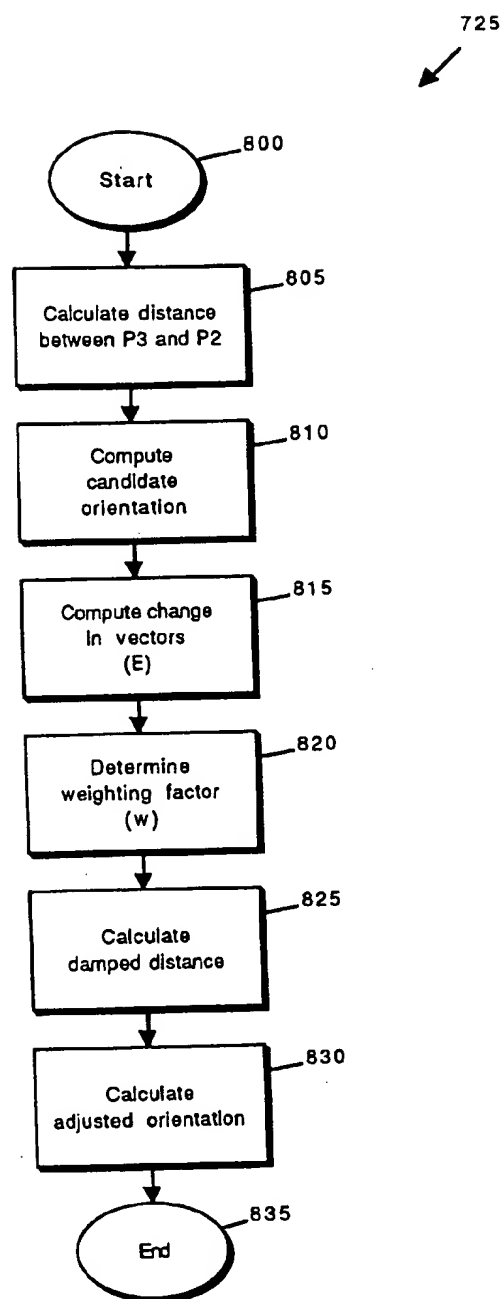 725
800
Start
805
Calculate distance
between P3 and P2
810
Compute
candidate
orientation
815
Compute change
in vectors
(E)
820
Determine
weighting factor
(w)
825
Calculate
damped distance
830
Calculate
adjusted orientation
835
End